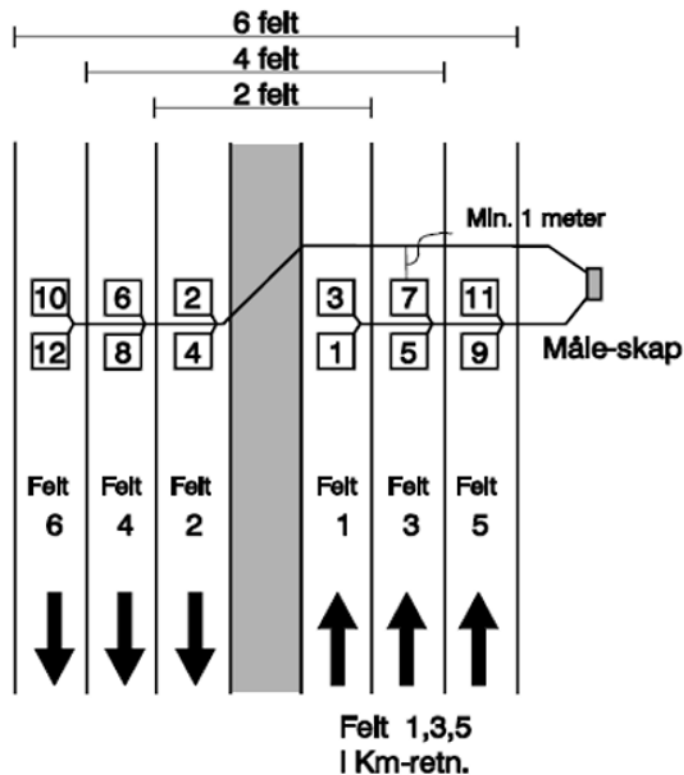 6 felt
4 felt
2 felt
Min. 1 meter
10 6 2 3 7 11
12 8 4 1 5 9
Måle-skap
Felt Felt Felt Felt Felt Felt
6 4 2 1 3 5
Felt 1,3,5
I Km-retn.